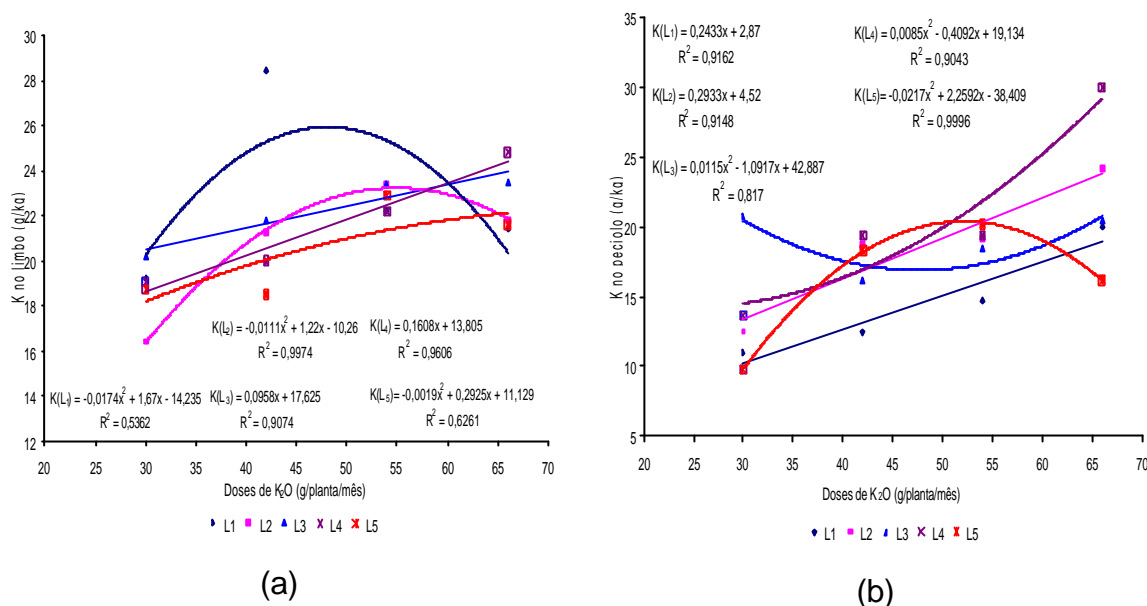 (a)
K no limbo (g/kg)
28
26
24
22
20
18
16
14
12
K(L₂) = -0,0111x² + 1,22x - 10,26
R² = 0,9974
K(L₄) = 0,1608x + 13,805
R² = 0,9606
K(L₁) = -0,0174x² + 1,67x - 14,235
R² = 0,5362
K(L₃) = 0,0958x + 17,625
R² = 0,9074
K(L₅) = -0,0019x² + 0,2925x + 11,129
R² = 0,6261
20 25 30 35 40 45 50 55 60 65 70
Doses de K₂O (g/planta/mês)
L1 L2 L3 L4 L5
(a)
(b)
K no pecíolo (g/kg)
35
30
25
20
15
10
5
K(L₁) = 0,2433x + 2,87
R² = 0,9162
K(L₄) = 0,0085x² - 0,4092x + 19,134
R² = 0,9043
K(L₂) = 0,2933x + 4,52
R² = 0,9148
K(L₅) = -0,0217x² + 2,2592x - 38,409
R² = 0,9996
K(L₃) = 0,0115x² - 1,0917x + 42,887
R² = 0,817
20 25 30 35 40 45 50 55 60 65 70
Doses de K₂O (g/planta/mês)
L1 L2 L3 L4 L5
(b)